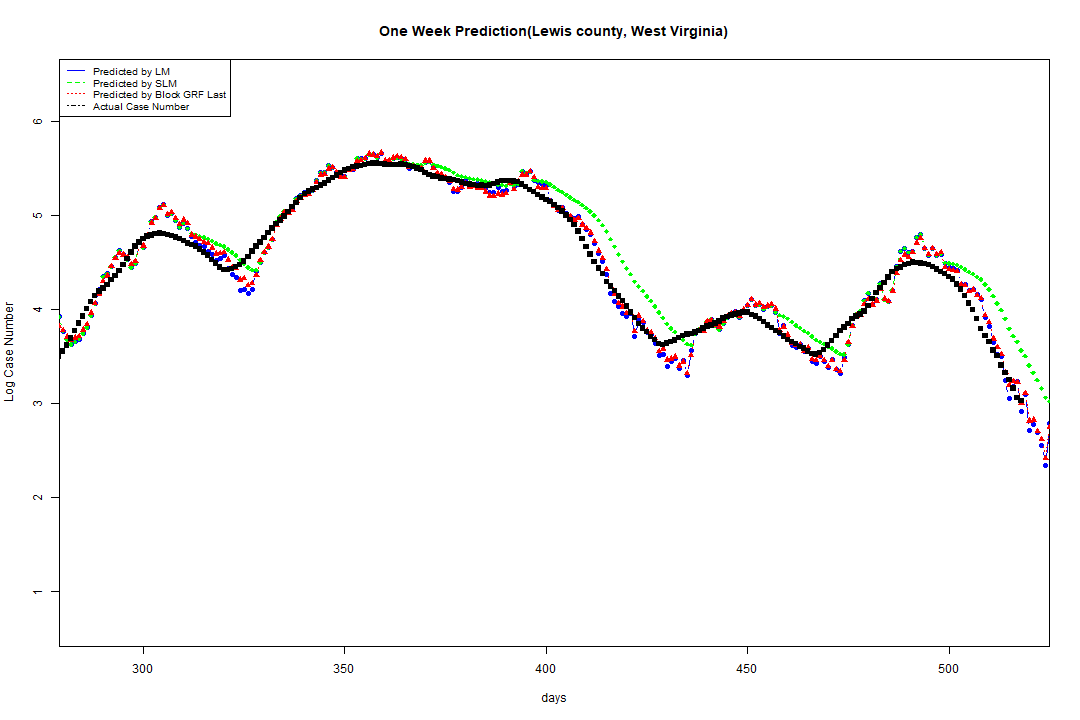 One Week Prediction(Lewis county, West Virginia)
Predicted by LM
Predicted by SLM
Predicted by Block GRF Last
Actual Case Number
6
5
4
3
2
1
Log Case Number
300 350 400 450 500
days